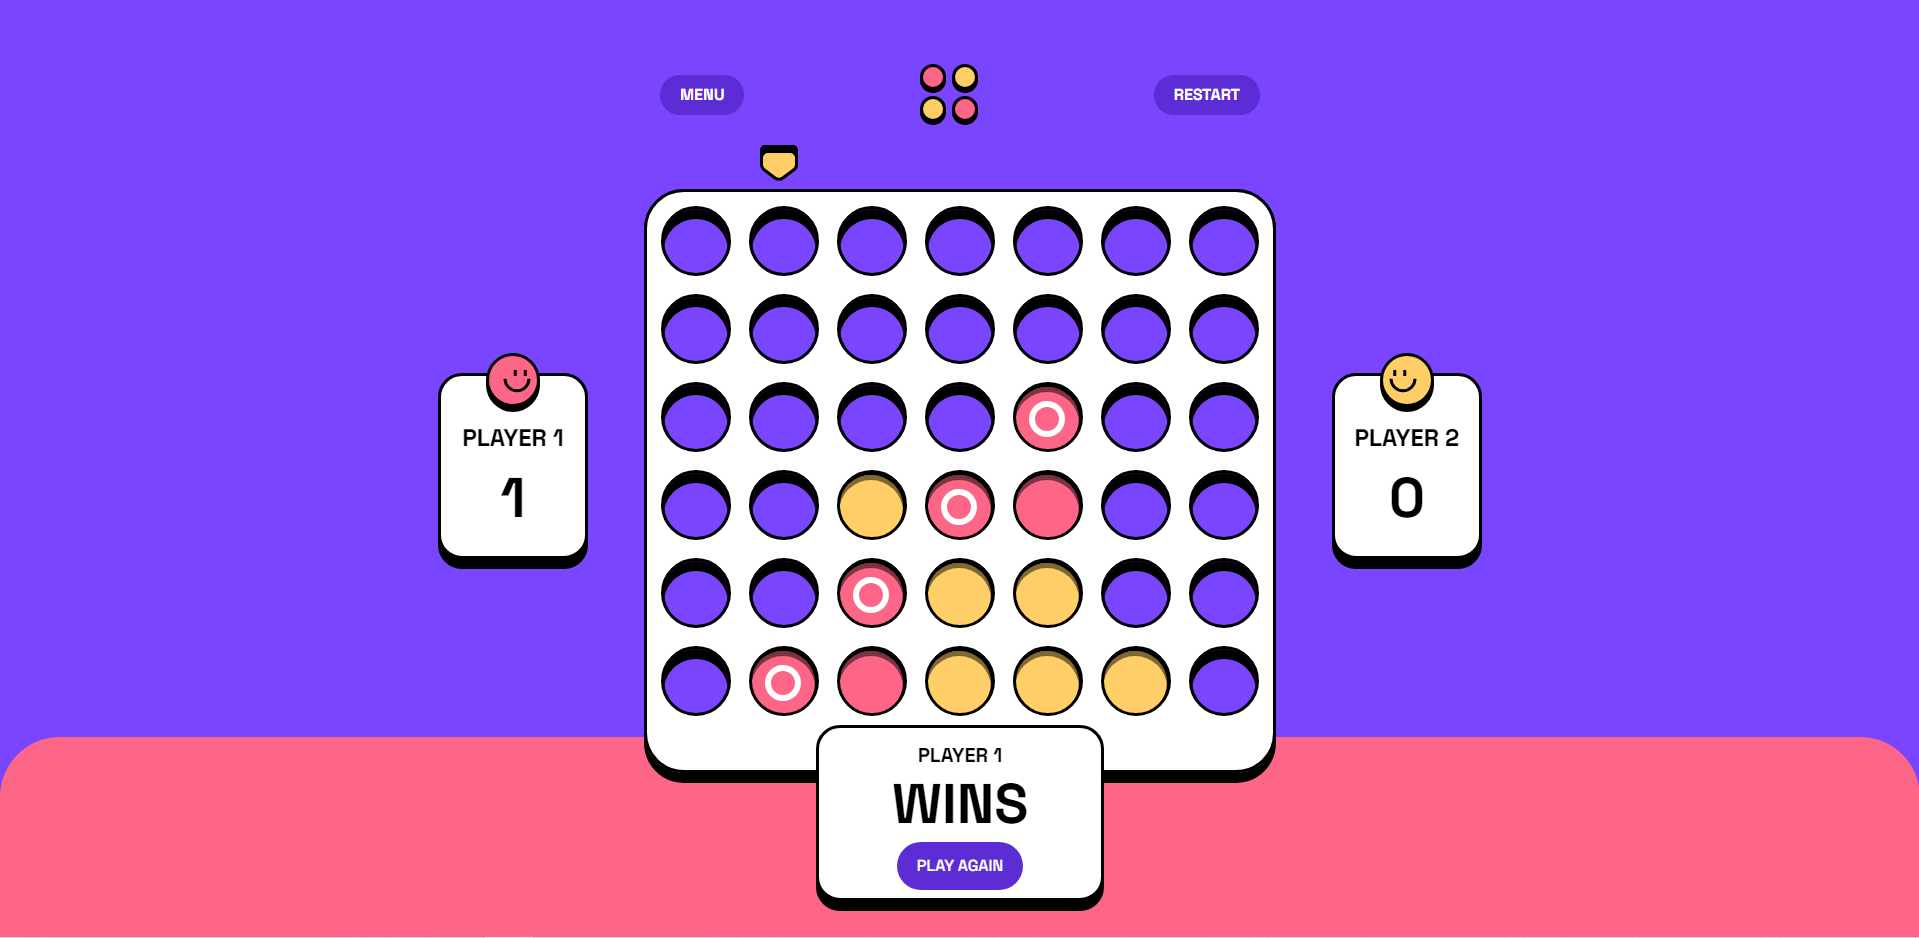 MENU
RESTART
PLAYER 1
1
PLAYER 2
0
PLAYER 1
WINS
PLAY AGAIN